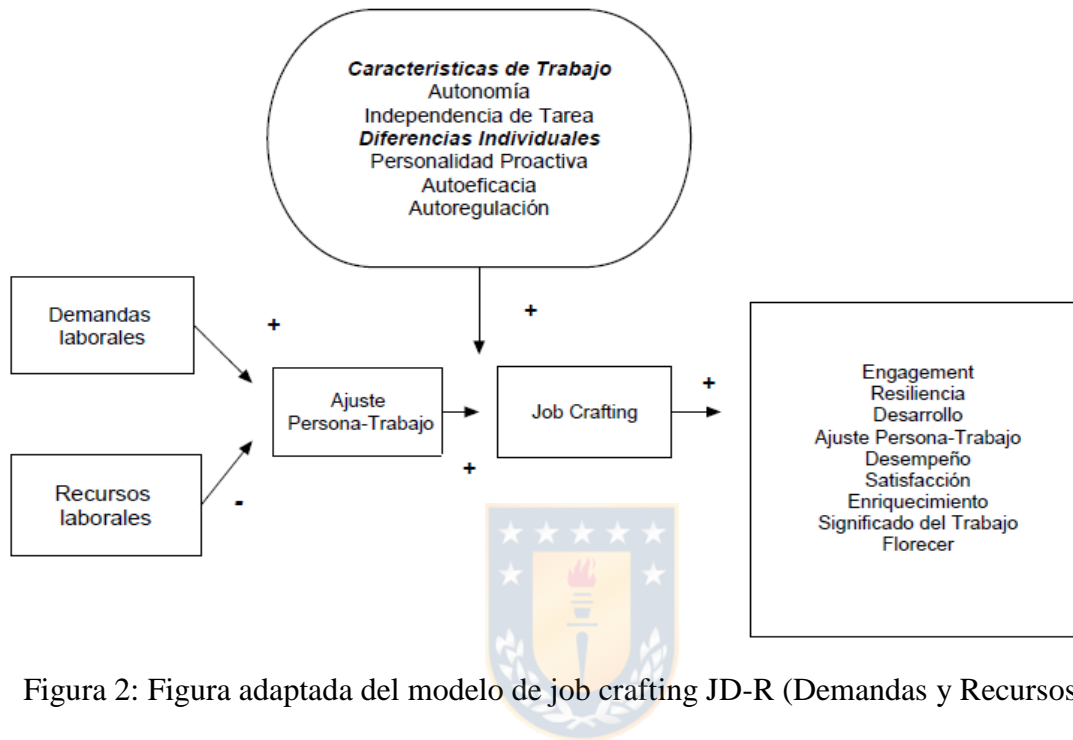 Caracteristicas de Trabajo
Autonomía
Independencia de Tarea
Diferencias Individuales
Personalidad Proactiva
Autoeficacia
Autoregulación
Demandas
laborales
+
+
Ajuste
Persona-Trabajo
+
Job Crafting
+
Recursos
laborales
-
Engagement
Resiliencia
Desarrollo
Ajuste Persona-Trabajo
Desempeño
Satisfacción
Enriquecimiento
Significado del Trabajo
Florecer
Figura 2: Figura adaptada del modelo de job crafting JD-R (Demandas y Recursos